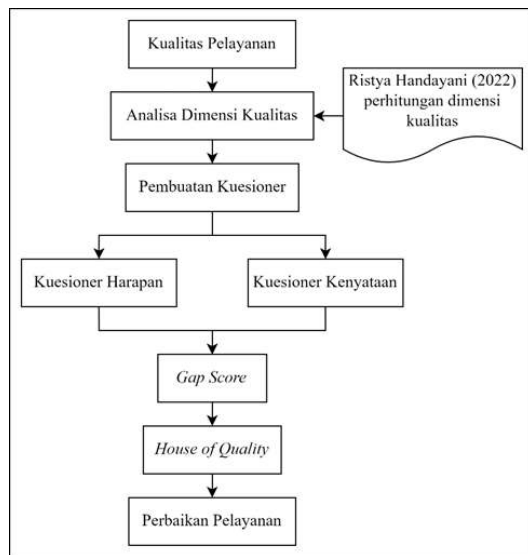 Kualitas Pelayanan
Ristya Handayani (2022)
perhitungan dimensi
kualitas
Analisa Dimensi Kualitas
Pembuatan Kuesioner
Kuesioner Harapan
Kuesioner Kenyataan
Gap Score
House of Quality
Perbaikan Pelayanan